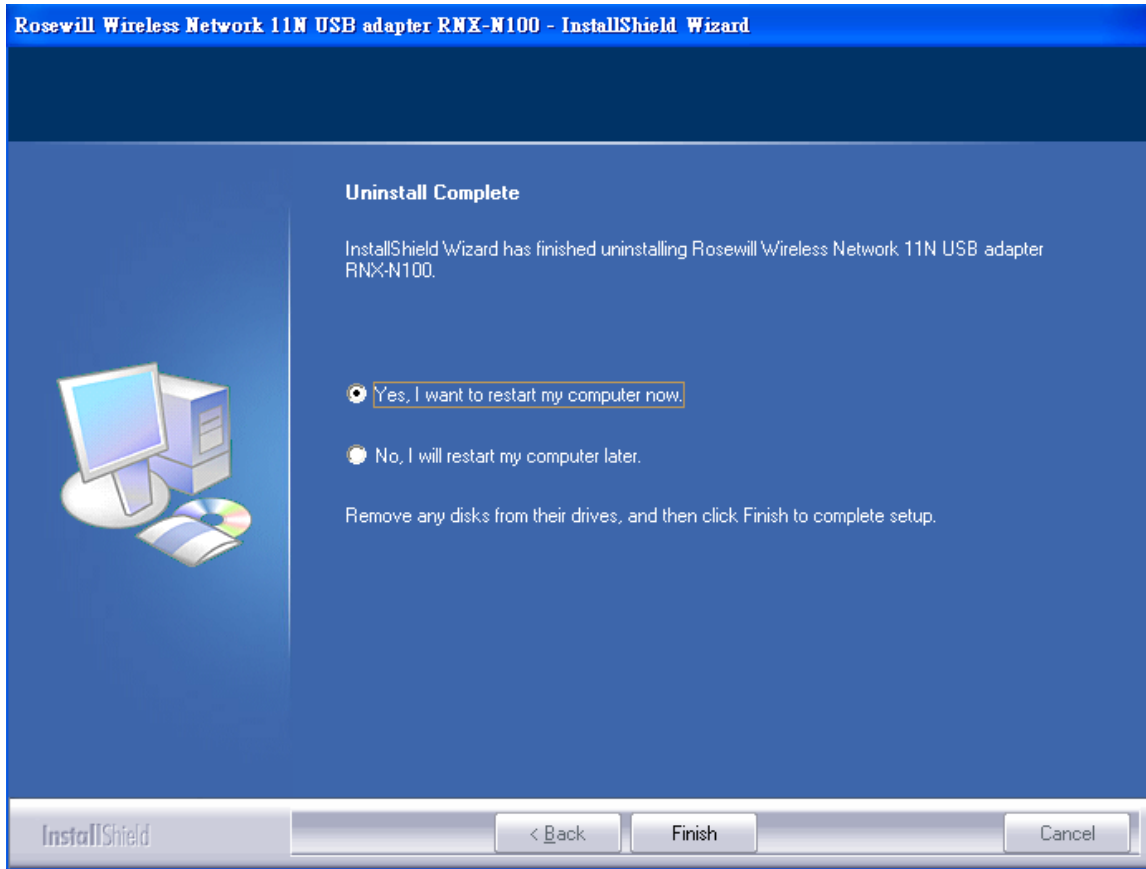 Rosewill Wireless Network 11N USB adapter RNX-N100 - InstallShield Wizard
Uninstall Complete
InstallShield Wizard has finished uninstalling Rosewill Wireless Network 11N USB adapter
RNX-N100.
Yes, I want to restart my computer now.
No, I will restart my computer later.
Remove any disks from their drives, and then click Finish to complete setup.
InstallShield
< Back
Finish
Cancel